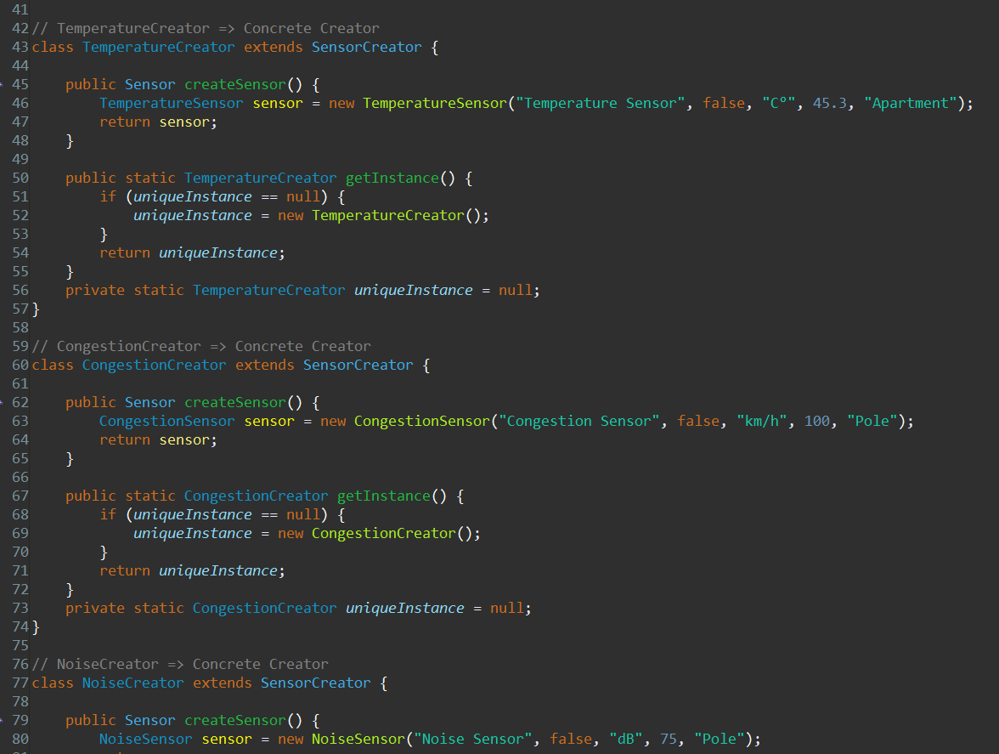 41
42 // TemperatureCreator => Concrete Creator
43 class TemperatureCreator extends SensorCreator {
44
45     public Sensor createSensor() {
46         TemperatureSensor sensor = new TemperatureSensor("Temperature Sensor", false, "C°", 45.3, "Apartment");
47         return sensor;
48     }
49
50     public static TemperatureCreator getInstance() {
51         if (uniqueInstance == null) {
52             uniqueInstance = new TemperatureCreator();
53         }
54         return uniqueInstance;
55     }
56     private static TemperatureCreator uniqueInstance = null;
57 }
58
59 // CongestionCreator => Concrete Creator
60 class CongestionCreator extends SensorCreator {
61
62     public Sensor createSensor() {
63         CongestionSensor sensor = new CongestionSensor("Congestion Sensor", false, "km/h", 100, "Pole");
64         return sensor;
65     }
66
67     public static CongestionCreator getInstance() {
68         if (uniqueInstance == null) {
69             uniqueInstance = new CongestionCreator();
70         }
71         return uniqueInstance;
72     }
73     private static CongestionCreator uniqueInstance = null;
74 }
75
76 // NoiseCreator => Concrete Creator
77 class NoiseCreator extends SensorCreator {
78
79     public Sensor createSensor() {
80         NoiseSensor sensor = new NoiseSensor("Noise Sensor", false, "dB", 75, "Pole");